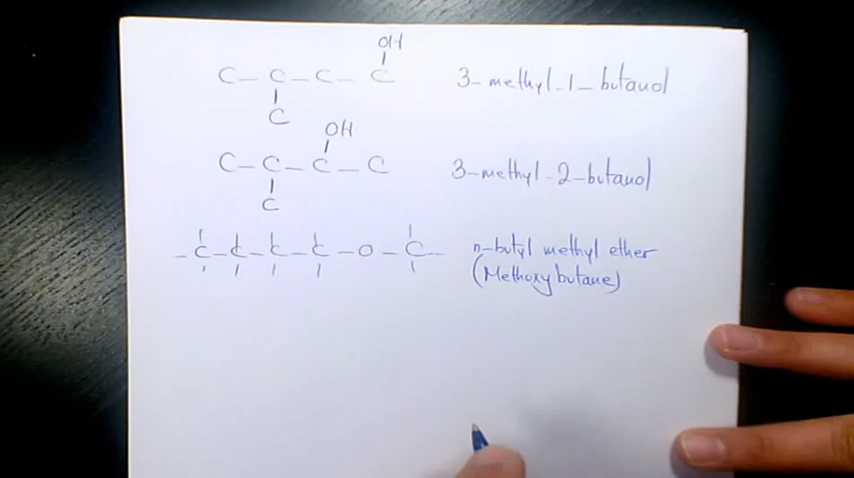 OH
C - C - C - C 3-methyl-1-butanol
C
OH
C - C - C - C 3-methyl-2-butanol
C
- C - C - C - C - O - C - n-butyl methyl ether
(Methoxy butane)